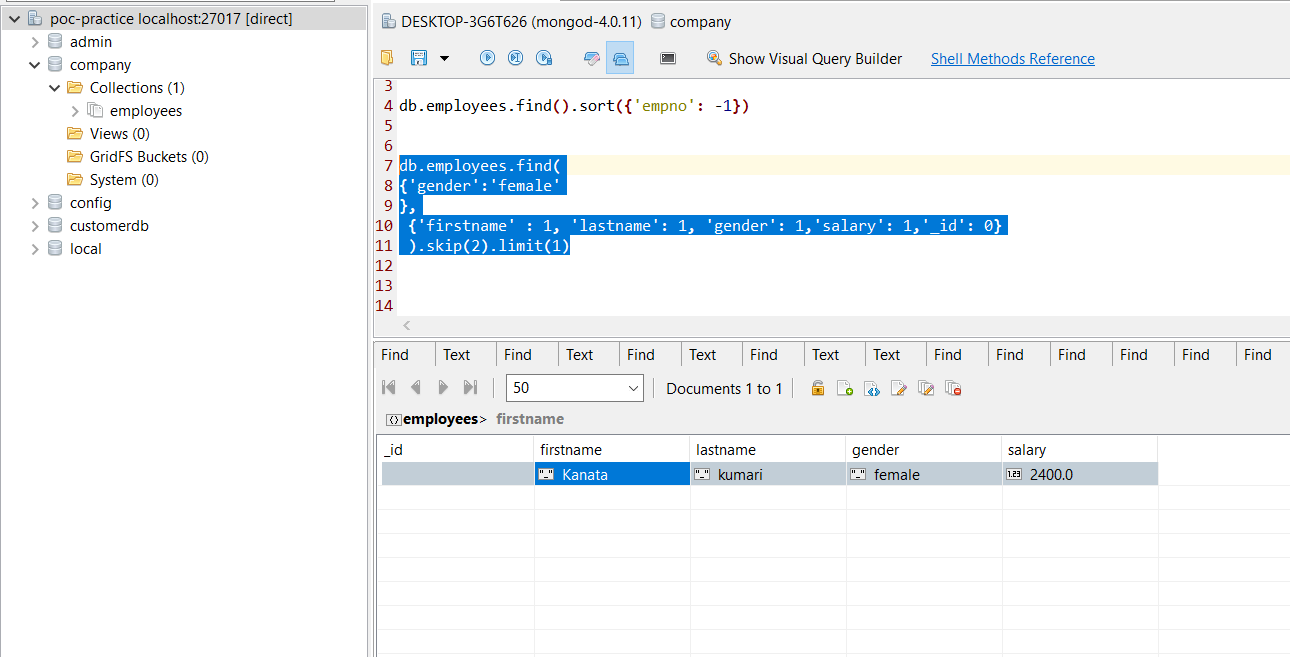 poc-practice localhost:27017 [direct]
admin
company
Collections (1)
employees
Views (0)
GridFS Buckets (0)
System (0)
config
customerdb
local
DESKTOP-3G6T626 (mongod-4.0.11) company
Show Visual Query Builder Shell Methods Reference
3
4 db.employees.find().sort({'empno': -1})
5
6
7 db.employees.find(
8 {'gender':'female'
9 },
10 {'firstname' : 1, 'lastname': 1, 'gender': 1,'salary': 1,'_id': 0}
11 ).skip(2).limit(1)
12
13
14
Find Text Find Text Find Text Find Text Text Find Find Find Find Find Find
50 Documents 1 to 1
employees> firstname
_id firstname lastname gender salary
Kanata kumari female 2400.0